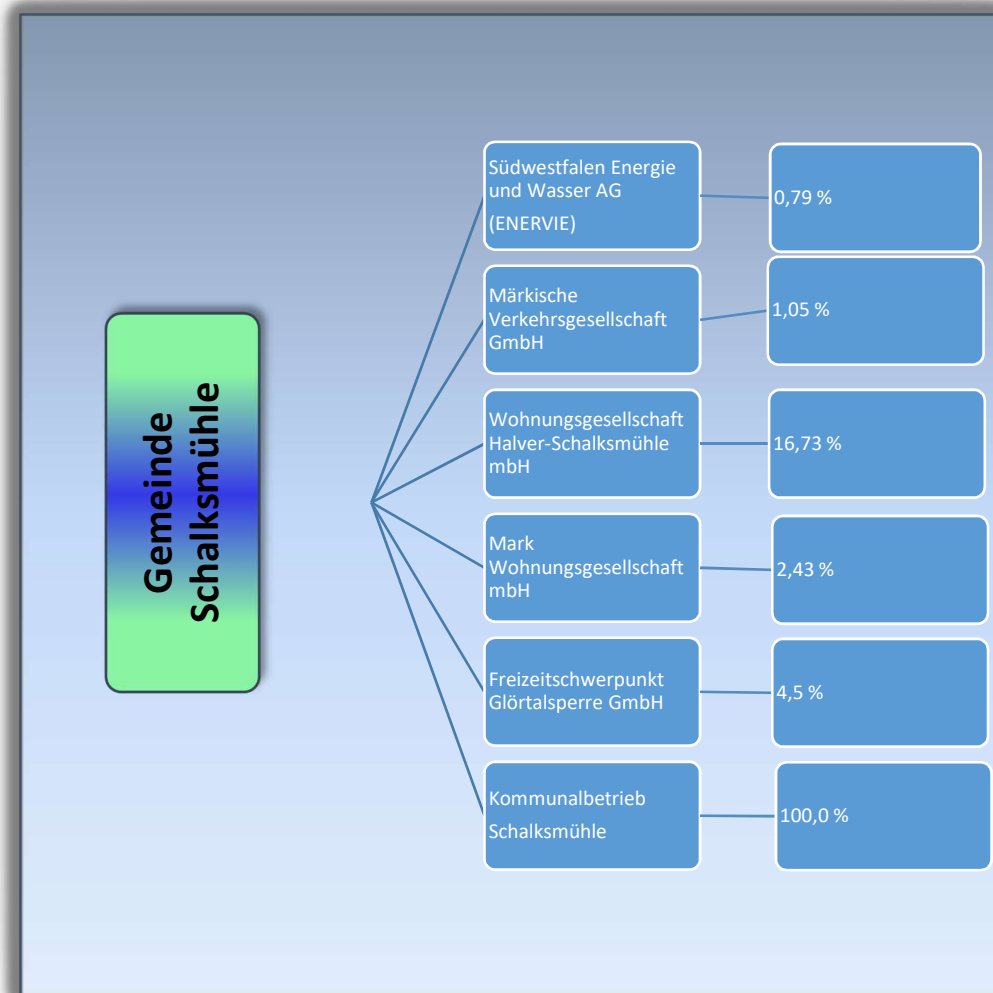 Gemeinde
Schalksmühle
Südwestfalen Energie
und Wasser AG
(ENERVIE)
0,79 %
Märkische
Verkehrsgesellschaft
GmbH
1,05 %
Wohnungsgesellschaft
Halver-Schalksmühle
mbH
16,73 %
Mark
Wohnungsgesellschaft
mbH
2,43 %
Freizeitschwerpunkt
Glörtalsperre GmbH
4,5 %
Kommunalbetrieb
Schalksmühle
100,0 %